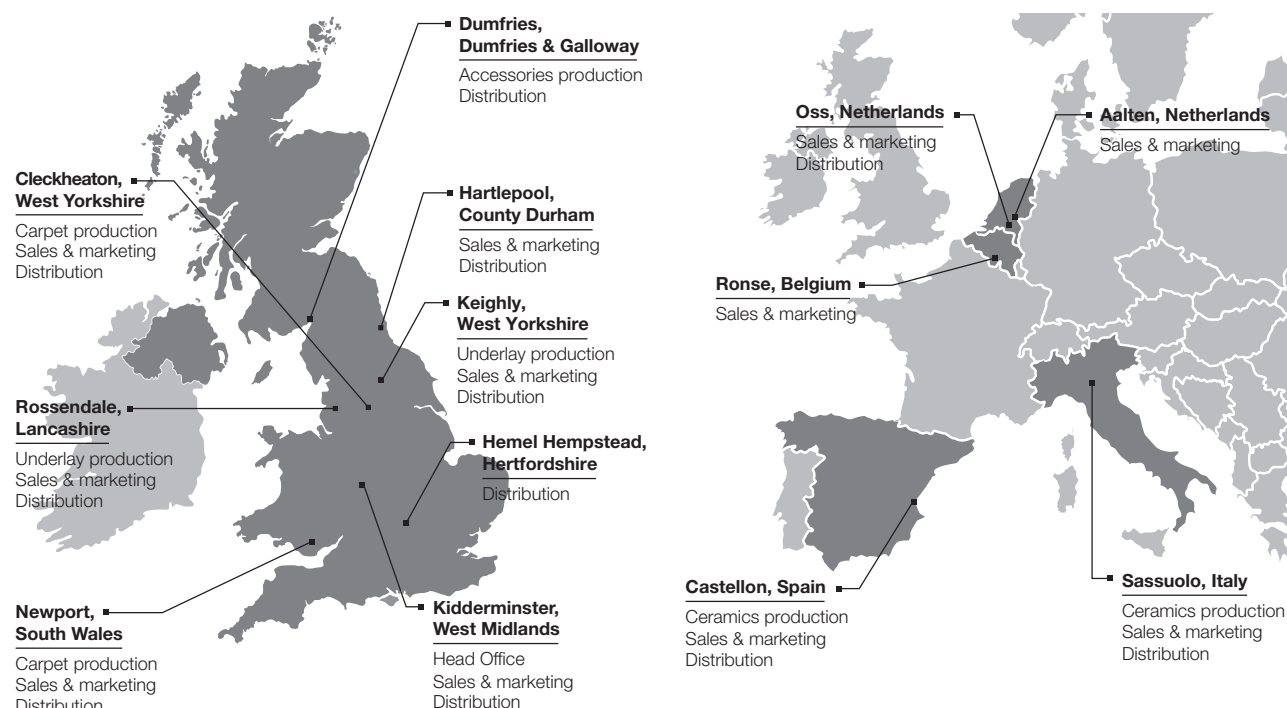 Dumfries,
Dumfries & Galloway
Accessories production
Distribution
Cleckheaton,
West Yorkshire
Carpet production
Sales & marketing
Distribution
Hartlepool,
County Durham
Sales & marketing
Distribution
Keighly,
West Yorkshire
Underlay production
Sales & marketing
Distribution
Rossendale,
Lancashire
Underlay production
Sales & marketing
Distribution
Hemel Hempstead,
Hertfordshire
Distribution
Newport,
South Wales
Carpet production
Sales & marketing
Distribution
Kidderminster,
West Midlands
Head Office
Sales & marketing
Distribution
Oss, Netherlands
Sales & marketing
Distribution
Aalten, Netherlands
Sales & marketing
Ronse, Belgium
Sales & marketing
Castellon, Spain
Ceramics production
Sales & marketing
Distribution
Sassuolo, Italy
Ceramics production
Sales & marketing
Distribution